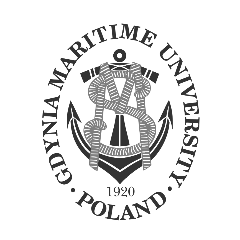 · GDYNIA MARITIME UNIVERSITY ·
1920
POLAND